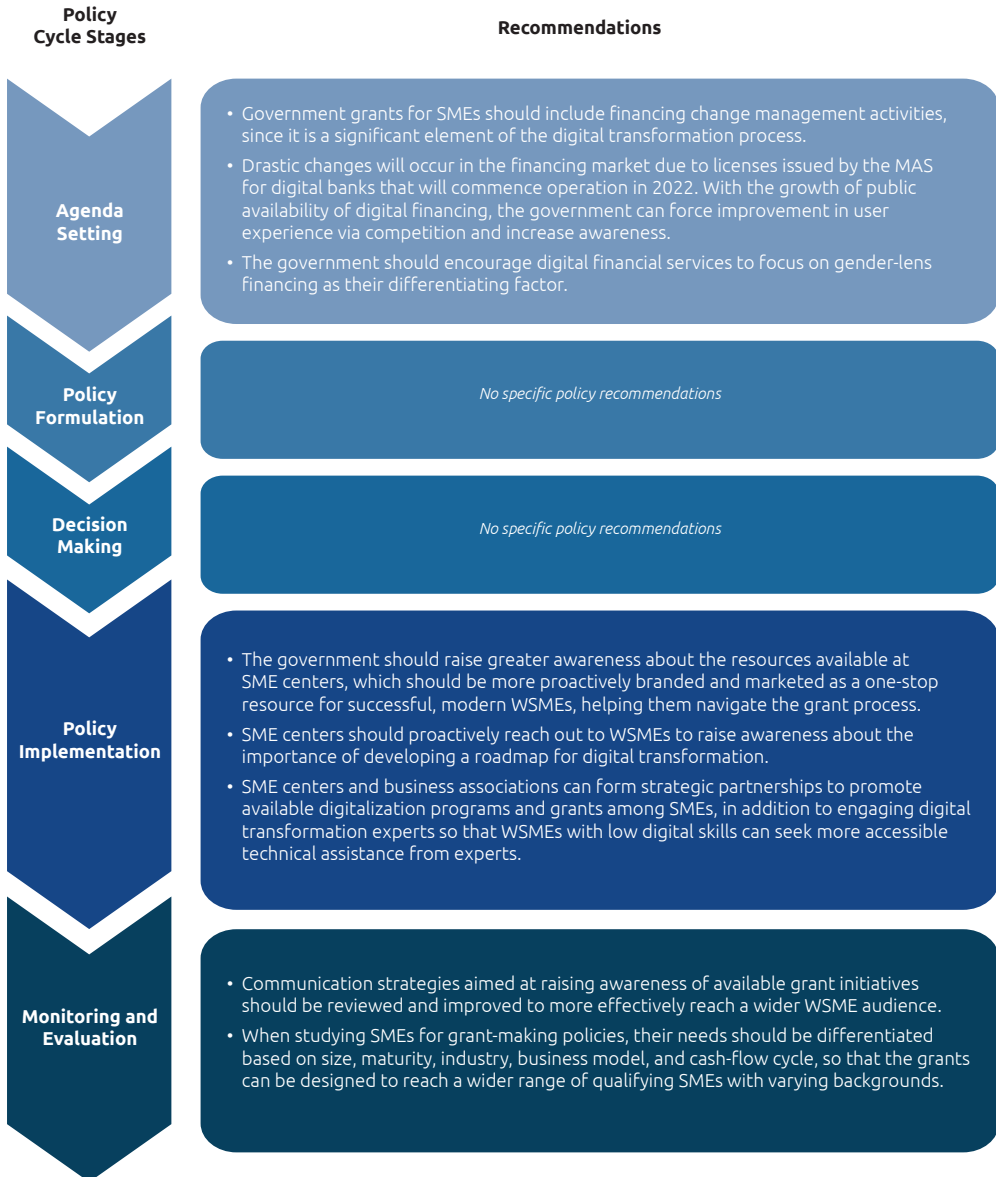 Policy
Cycle Stages
Recommendations
Agenda
Setting
• Government grants for SMEs should include financing change management activities,
since it is a significant element of the digital transformation process.
• Drastic changes will occur in the financing market due to licenses issued by the MAS
for digital banks that will commence operation in 2022. With the growth of public
availability of digital financing, the government can force improvement in user
experience via competition and increase awareness.
• The government should encourage digital financial services to focus on gender-lens
financing as their differentiating factor.
Policy
Formulation
No specific policy recommendations
Decision
Making
No specific policy recommendations
Policy
Implementation
• The government should raise greater awareness about the resources available at
SME centers, which should be more proactively branded and marketed as a one-stop
resource for successful, modern WSMEs, helping them navigate the grant process.
• SME centers should proactively reach out to WSMEs to raise awareness about the
importance of developing a roadmap for digital transformation.
• SME centers and business associations can form strategic partnerships to promote
available digitalization programs and grants among SMEs, in addition to engaging digital
transformation experts so that WSMEs with low digital skills can seek more accessible
technical assistance from experts.
Monitoring and
Evaluation
• Communication strategies aimed at raising awareness of available grant initiatives
should be reviewed and improved to more effectively reach a wider WSME audience.
• When studying SMEs for grant-making policies, their needs should be differentiated
based on size, maturity, industry, business model, and cash-flow cycle, so that the grants
can be designed to reach a wider range of qualifying SMEs with varying backgrounds.